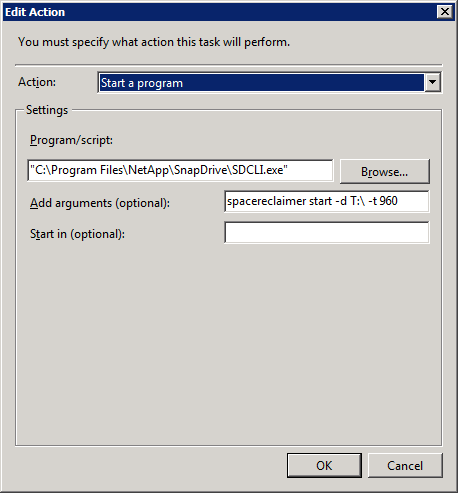 Edit Action
You must specify what action this task will perform.
Action: Start a program
Settings
Program/script:
"C:\Program Files\NetApp\SnapDrive\SDCLI.exe" Browse...
Add arguments (optional): spacereclaimer start -d T:\ -t 960
Start in (optional):
OK Cancel